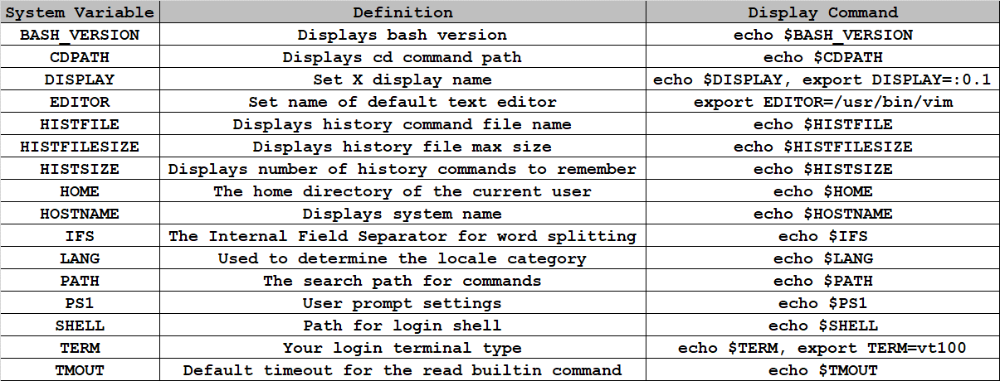 System Variable Definition Display Command
BASH_VERSION Displays bash version echo $BASH_VERSION
CDPATH Displays cd command path echo $CDPATH
DISPLAY Set X display name echo $DISPLAY, export DISPLAY=:0.1
EDITOR Set name of default text editor export EDITOR=/usr/bin/vim
HISTFILE Displays history command file name echo $HISTFILE
HISTFILESIZE Displays history file max size echo $HISTFILESIZE
HISTSIZE Displays number of history commands to remember echo $HISTSIZE
HOME The home directory of the current user echo $HOME
HOSTNAME Displays system name echo $HOSTNAME
IFS The Internal Field Separator for word splitting echo $IFS
LANG Used to determine the locale category echo $LANG
PATH The search path for commands echo $PATH
PS1 User prompt settings echo $PS1
SHELL Path for login shell echo $SHELL
TERM Your login terminal type echo $TERM, export TERM=vt100
TMOUT Default timeout for the read builtin command echo $TMOUT